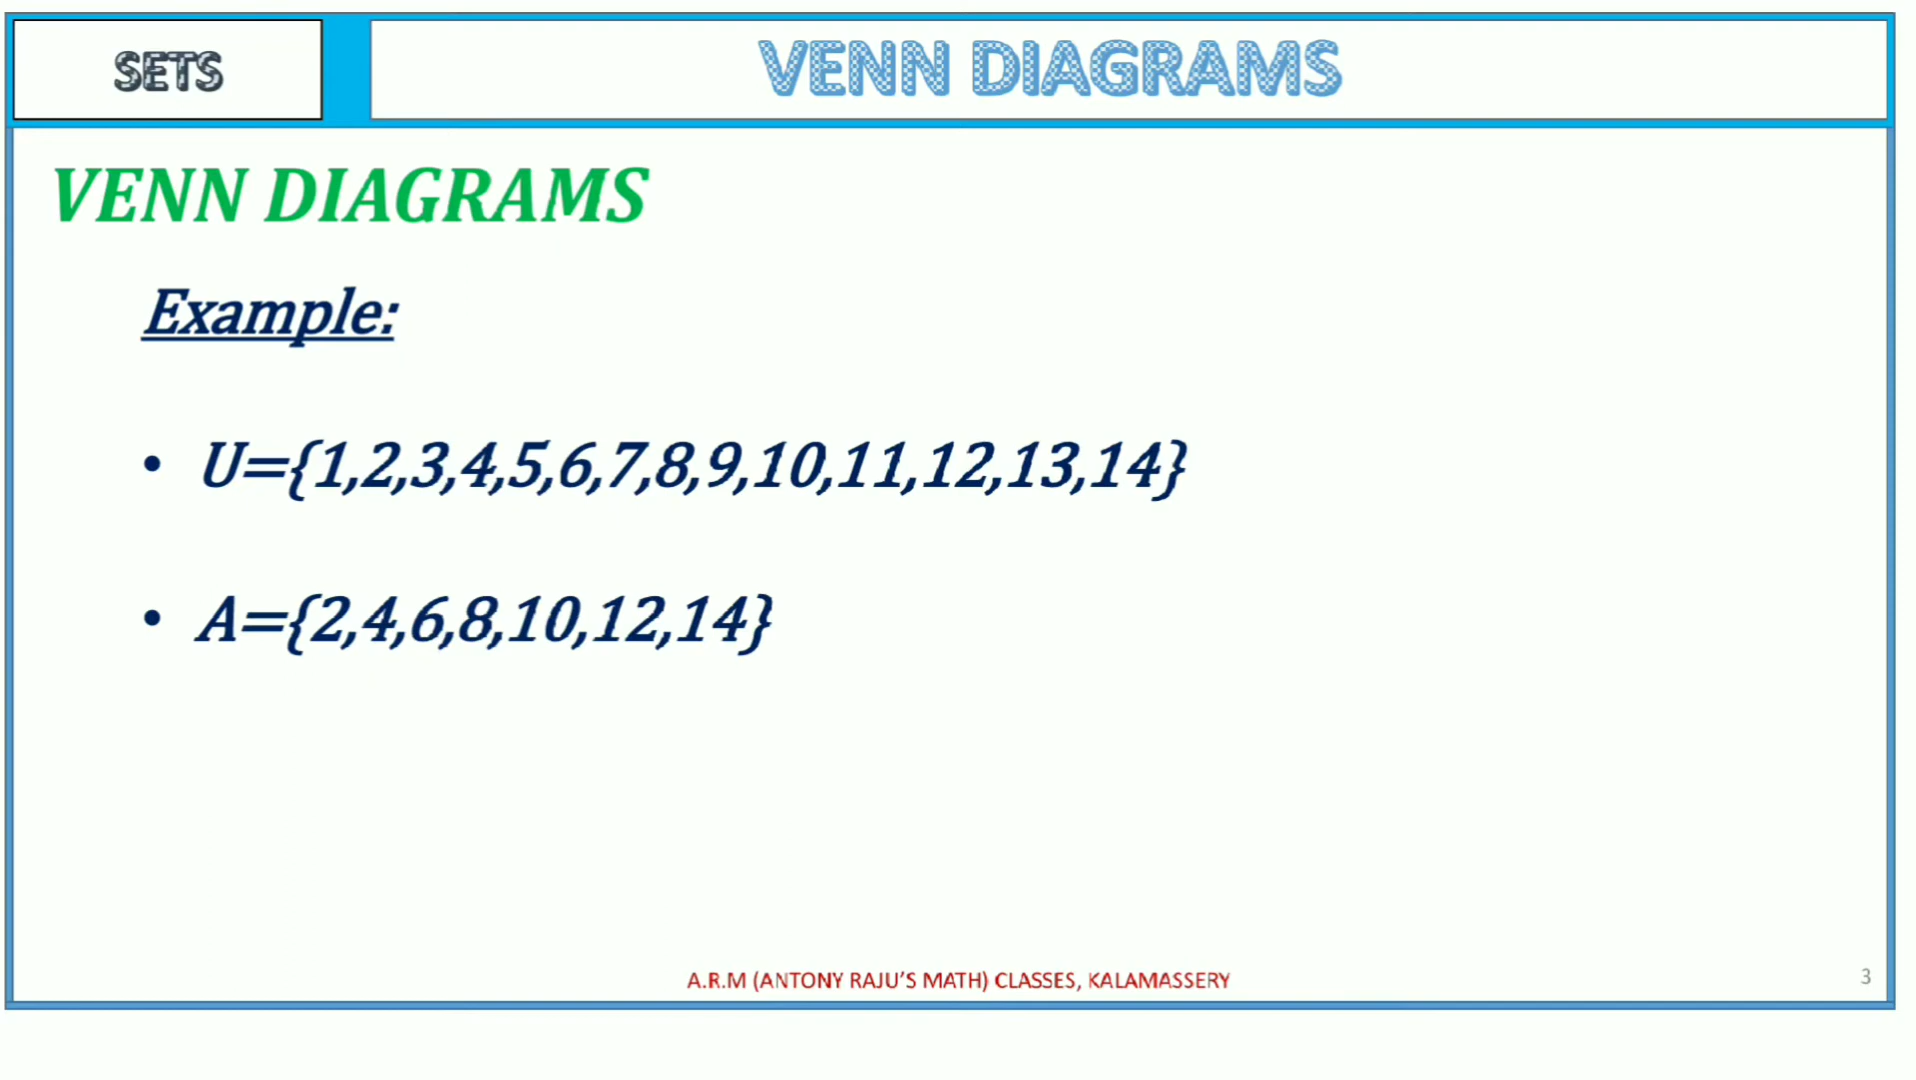 SETS
VENN DIAGRAMS
VENN DIAGRAMS
Example:
• U={1,2,3,4,5,6,7,8,9,10,11,12,13,14}
• A={2,4,6,8,10,12,14}
A.R.M (ANTONY RAJU’S MATH) CLASSES, KALAMASSERY
3